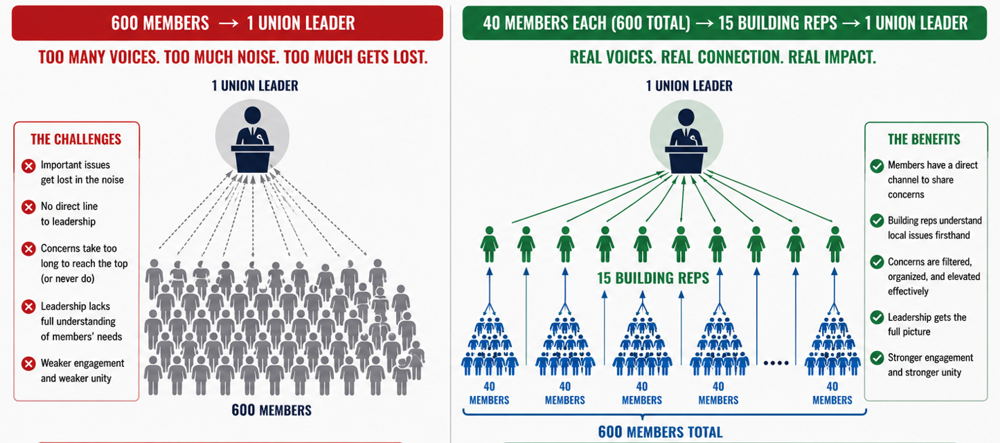 600 MEMBERS → 1 UNION LEADER
TOO MANY VOICES. TOO MUCH NOISE. TOO MUCH GETS LOST.
1 UNION LEADER
THE CHALLENGES
Important issues
get lost in the noise
No direct line
to leadership
Concerns take too
long to reach the top
(or never do)
Leadership lacks
full understanding
of members' needs
Weaker engagement
and weaker unity
600 MEMBERS
40 MEMBERS EACH (600 TOTAL) → 15 BUILDING REPS → 1 UNION LEADER
REAL VOICES. REAL CONNECTION. REAL IMPACT.
1 UNION LEADER
15 BUILDING REPS
40
MEMBERS
40
MEMBERS
40
MEMBERS
40
MEMBERS
40
MEMBERS
600 MEMBERS TOTAL
THE BENEFITS
Members have a direct
channel to share
concerns
Building reps understand
local issues firsthand
Concerns are filtered,
organized, and elevated
effectively
Leadership gets the
full picture
Stronger engagement
and stronger unity